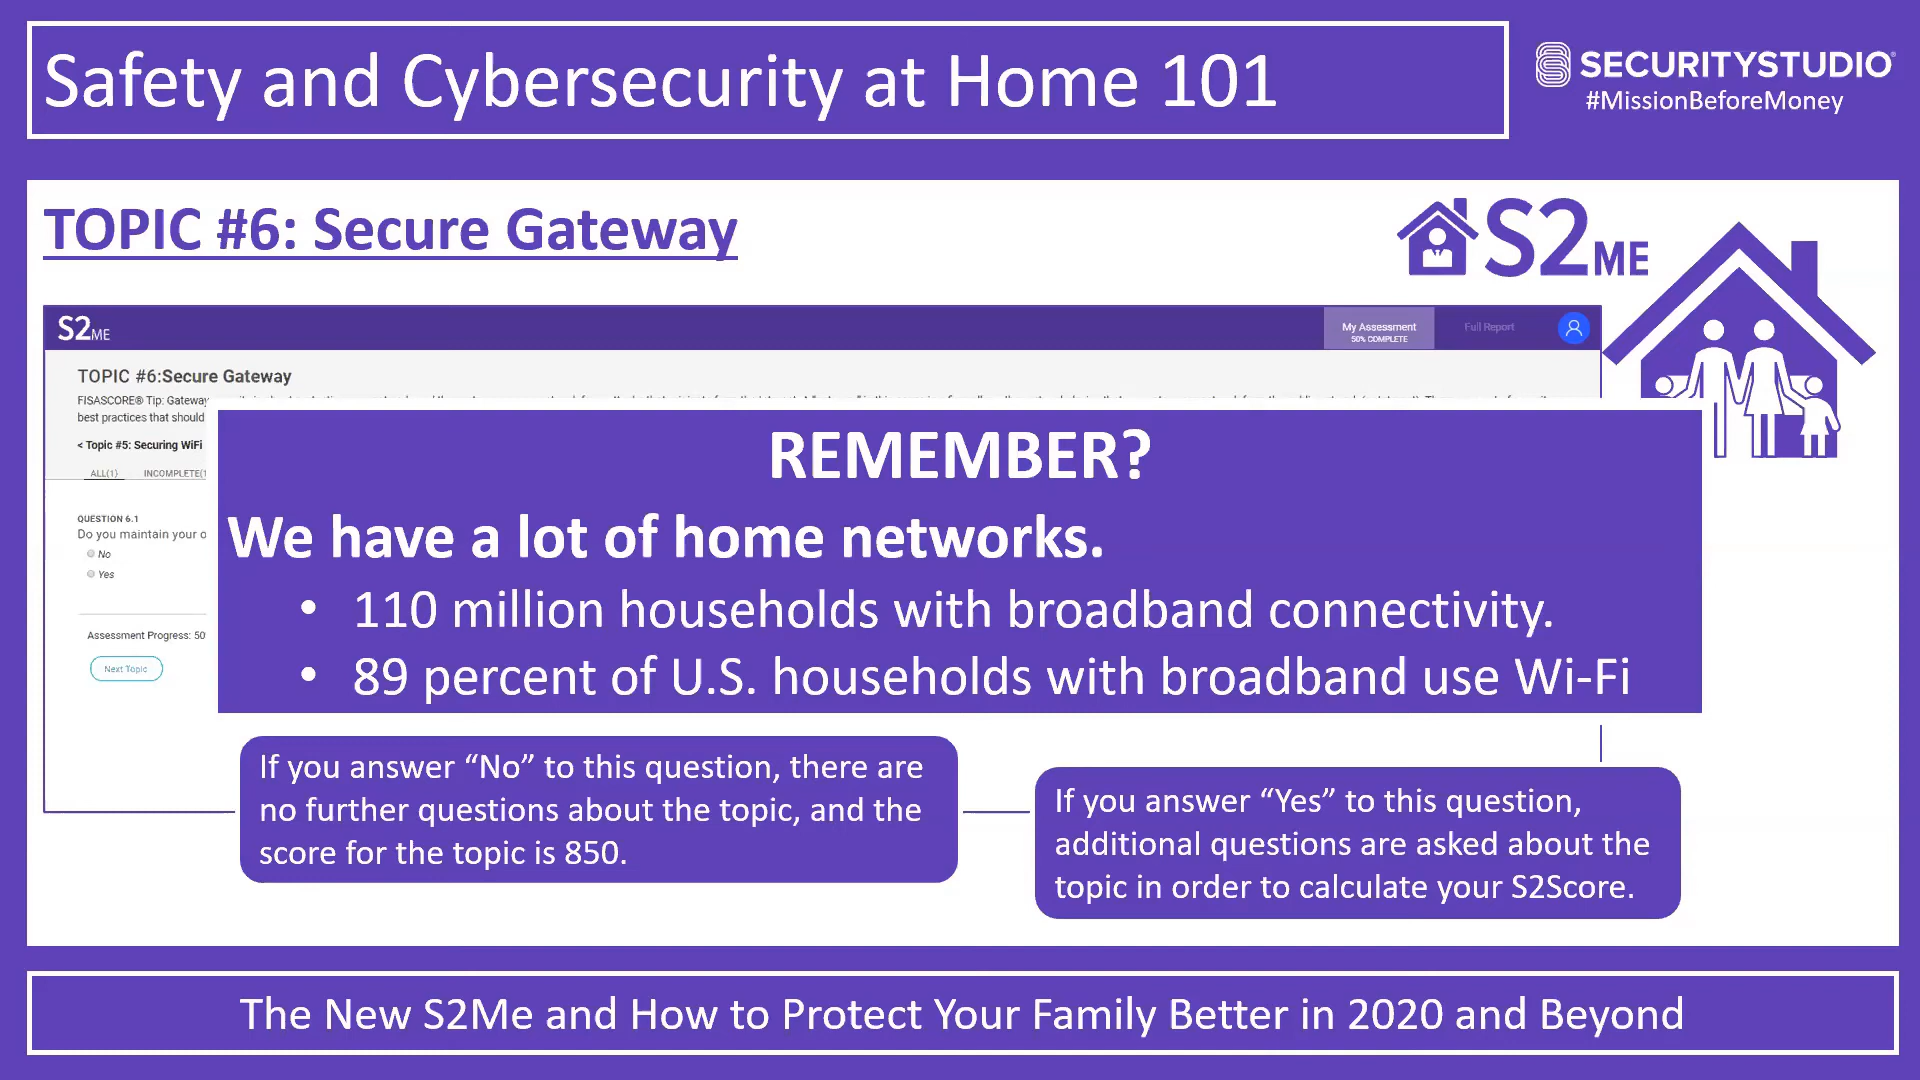 Safety and Cybersecurity at Home 101
SECURITYSTUDIO
#MissionBeforeMoney
TOPIC #6: Secure Gateway
S2ME
S2ME
My Assessment
50% COMPLETE
Full Report
TOPIC #6:Secure Gateway
FISASCORE® Tip: Gateway
best practices that should
< Topic #5: Securing WiFi
ALL(1) INCOMPLETE(1
QUESTION 6.1
Do you maintain your o
No
Yes
Assessment Progress: 50
Next Topic
REMEMBER?
We have a lot of home networks.
• 110 million households with broadband connectivity.
• 89 percent of U.S. households with broadband use Wi-Fi
If you answer “No” to this question, there are
no further questions about the topic, and the
score for the topic is 850.
If you answer “Yes” to this question,
additional questions are asked about the
topic in order to calculate your S2Score.
The New S2Me and How to Protect Your Family Better in 2020 and Beyond